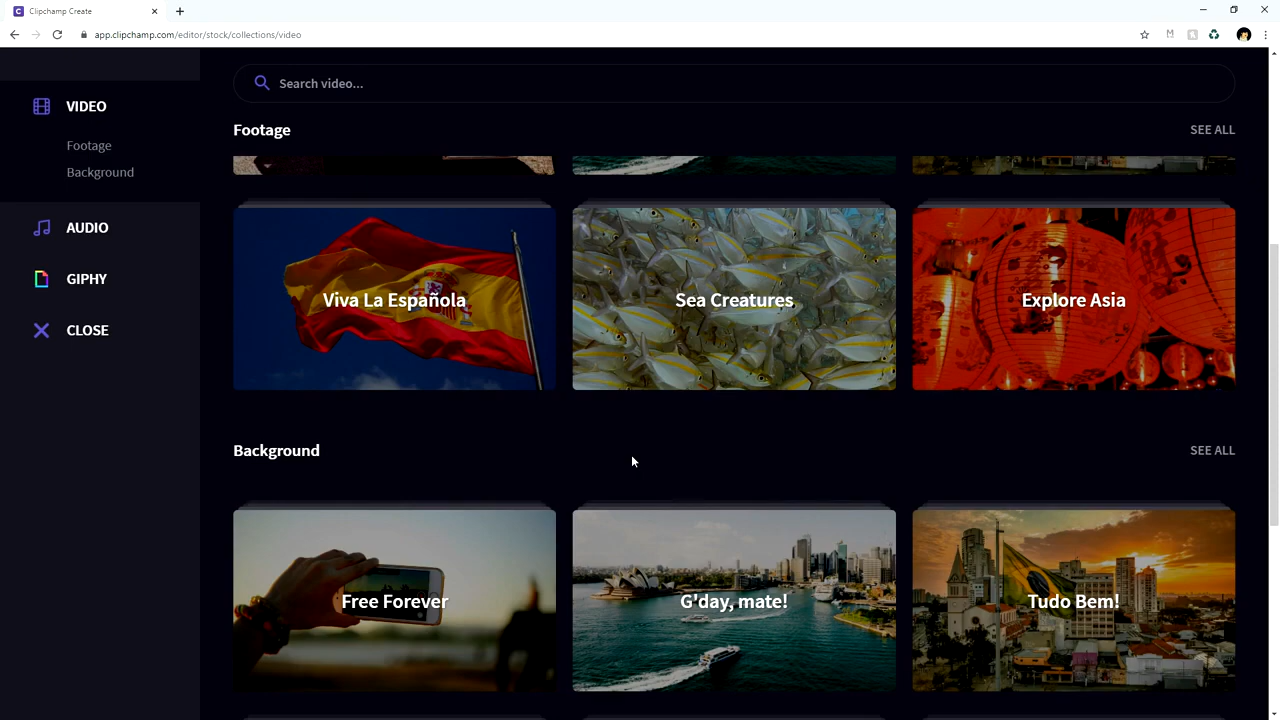 Clipchamp Create
app.clipchamp.com/editor/stock/collections/video
VIDEO
Footage
Background
AUDIO
GIPHY
CLOSE
Search video...
Footage
SEE ALL
Viva La Española
Sea Creatures
Explore Asia
Background
SEE ALL
Free Forever
G'day, mate!
Tudo Bem!